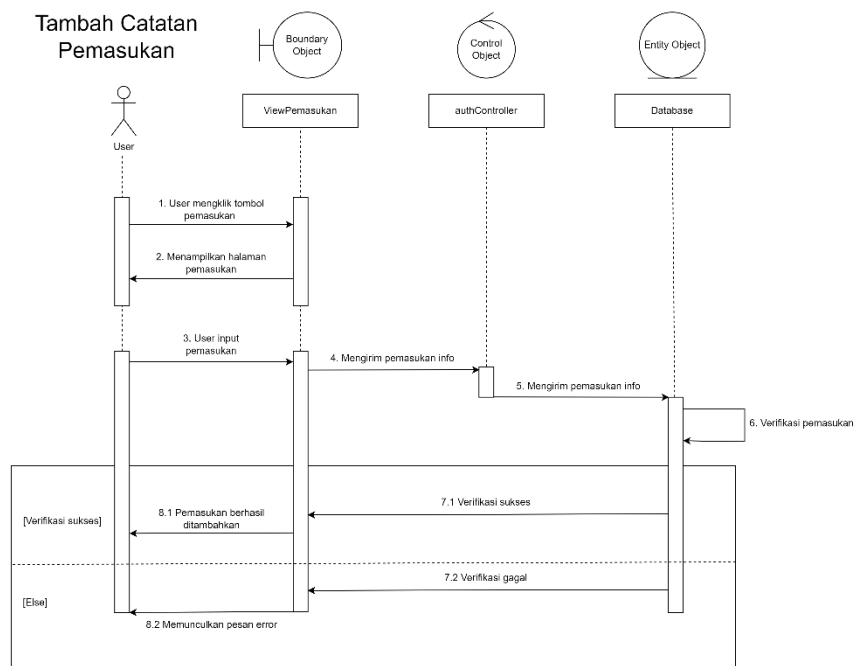 Tambah Catatan
Pemasukan
Boundary
Object
Control
Object
Entity Object
ViewPemasukan
authController
Database
User
1. User mengklik tombol
pemasukan
2. Menampilkan halaman
pemasukan
3. User input
pemasukan
4. Mengirim pemasukan info
5. Mengirim pemasukan info
6. Verifikasi pemasukan
[Verifikasi sukses]
7.1 Verifikasi sukses
8.1 Pemasukan berhasil
ditambahkan
[Else]
7.2 Verifikasi gagal
8.2 Memunculkan pesan error